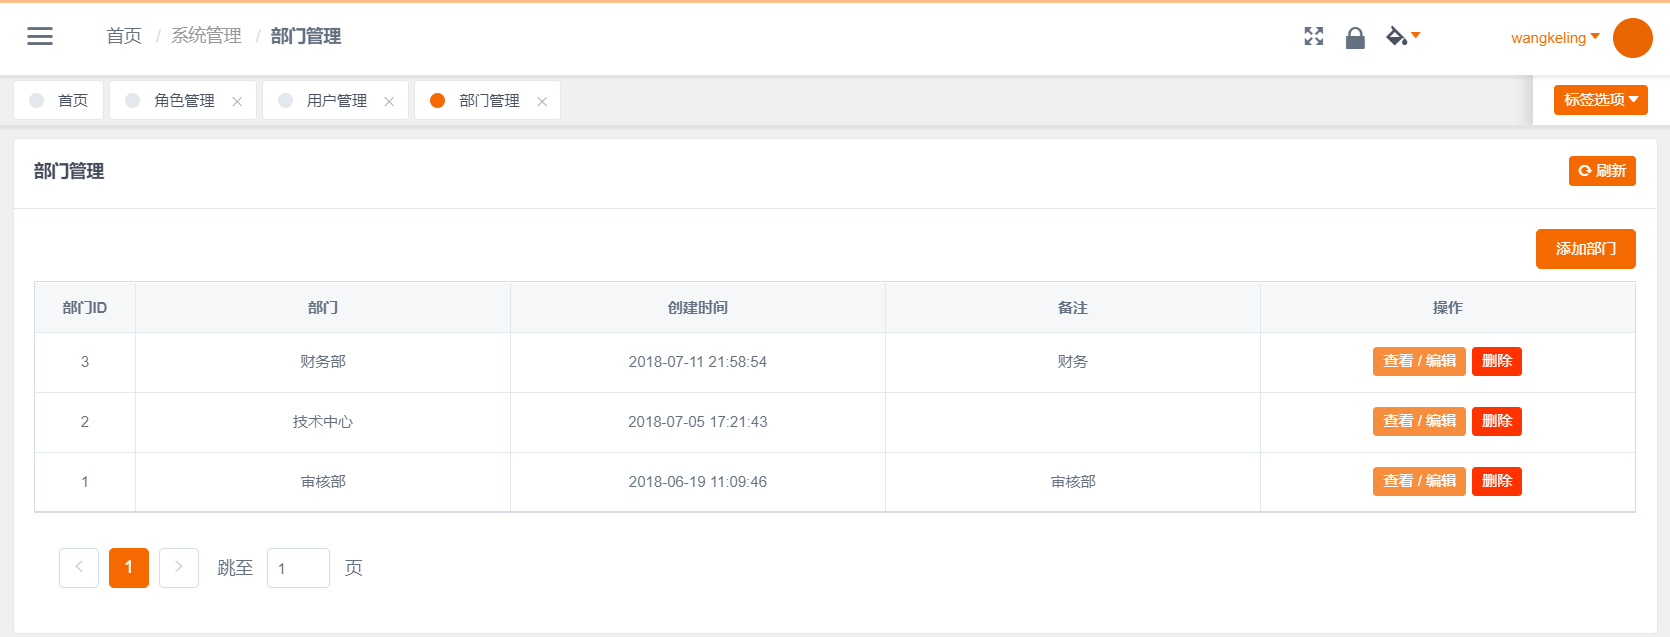 首页 / 系统管理 / 部门管理
wangkeling
首页 角色管理 用户管理 部门管理 标签选项
部门管理
刷新
添加部门
部门ID 部门 创建时间 备注 操作
3 财务部 2018-07-11 21:58:54 财务 查看 / 编辑 删除
2 技术中心 2018-07-05 17:21:43 查看 / 编辑 删除
1 审核部 2018-06-19 11:09:46 审核部 查看 / 编辑 删除
1 跳至 1 页